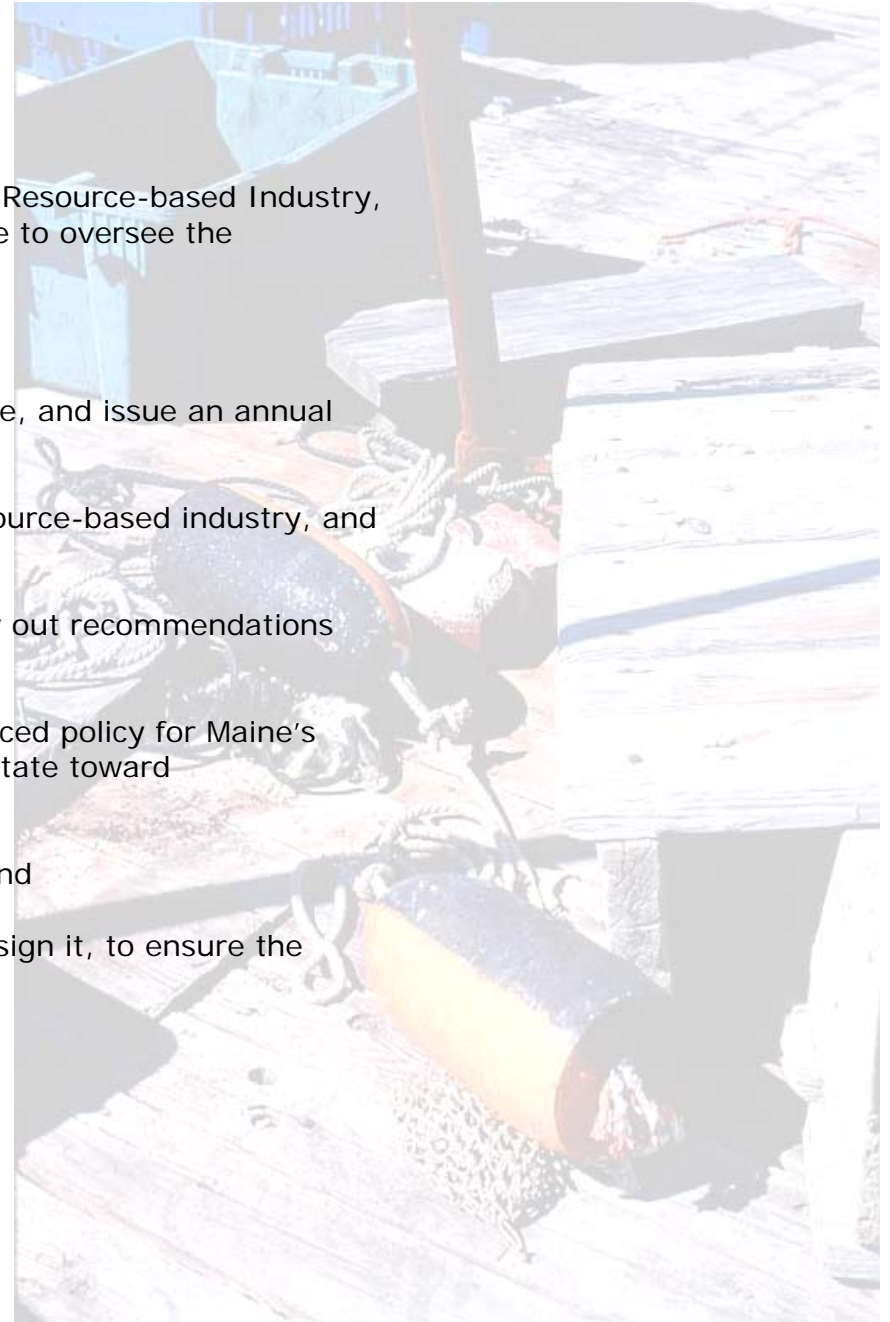 Resource-based Industry,
e to oversee the
e, and issue an annual
ource-based industry, and
out recommendations
ced policy for Maine's
tate toward
nd
sign it, to ensure the